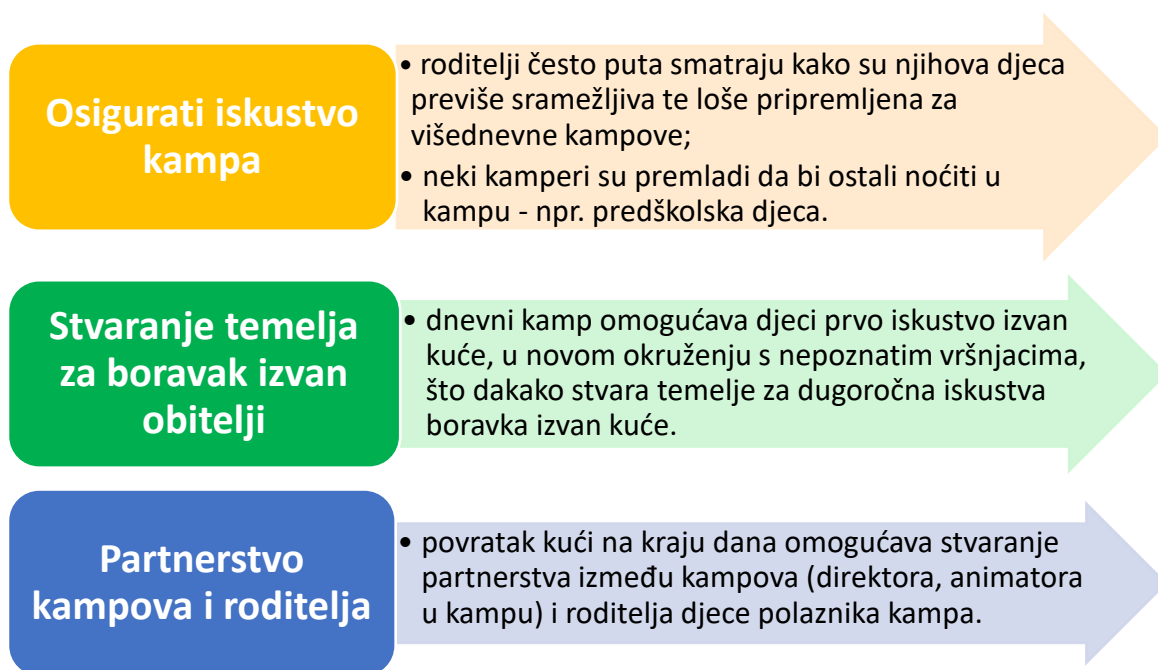 Osigurati iskustvo
kampa
• roditelji često puta smatraju kako su njihova djeca
previše sramežljiva te loše pripremljena za
višednevne kampove;
• neki kamperi su premladi da bi ostali noćiti u
kampu - npr. predškolska djeca.
Stvaranje temelja
za boravak izvan
obitelji
• dnevni kamp omogućava djeci prvo iskustvo izvan
kuće, u novom okruženju s nepoznatim vršnjacima,
što dakako stvara temelje za dugoročna iskustva
boravka izvan kuće.
Partnerstvo
kampova i roditelja
• povratak kući na kraju dana omogućava stvaranje
partnerstva između kampova (direktora, animatora
u kampu) i roditelja djece polaznika kampa.